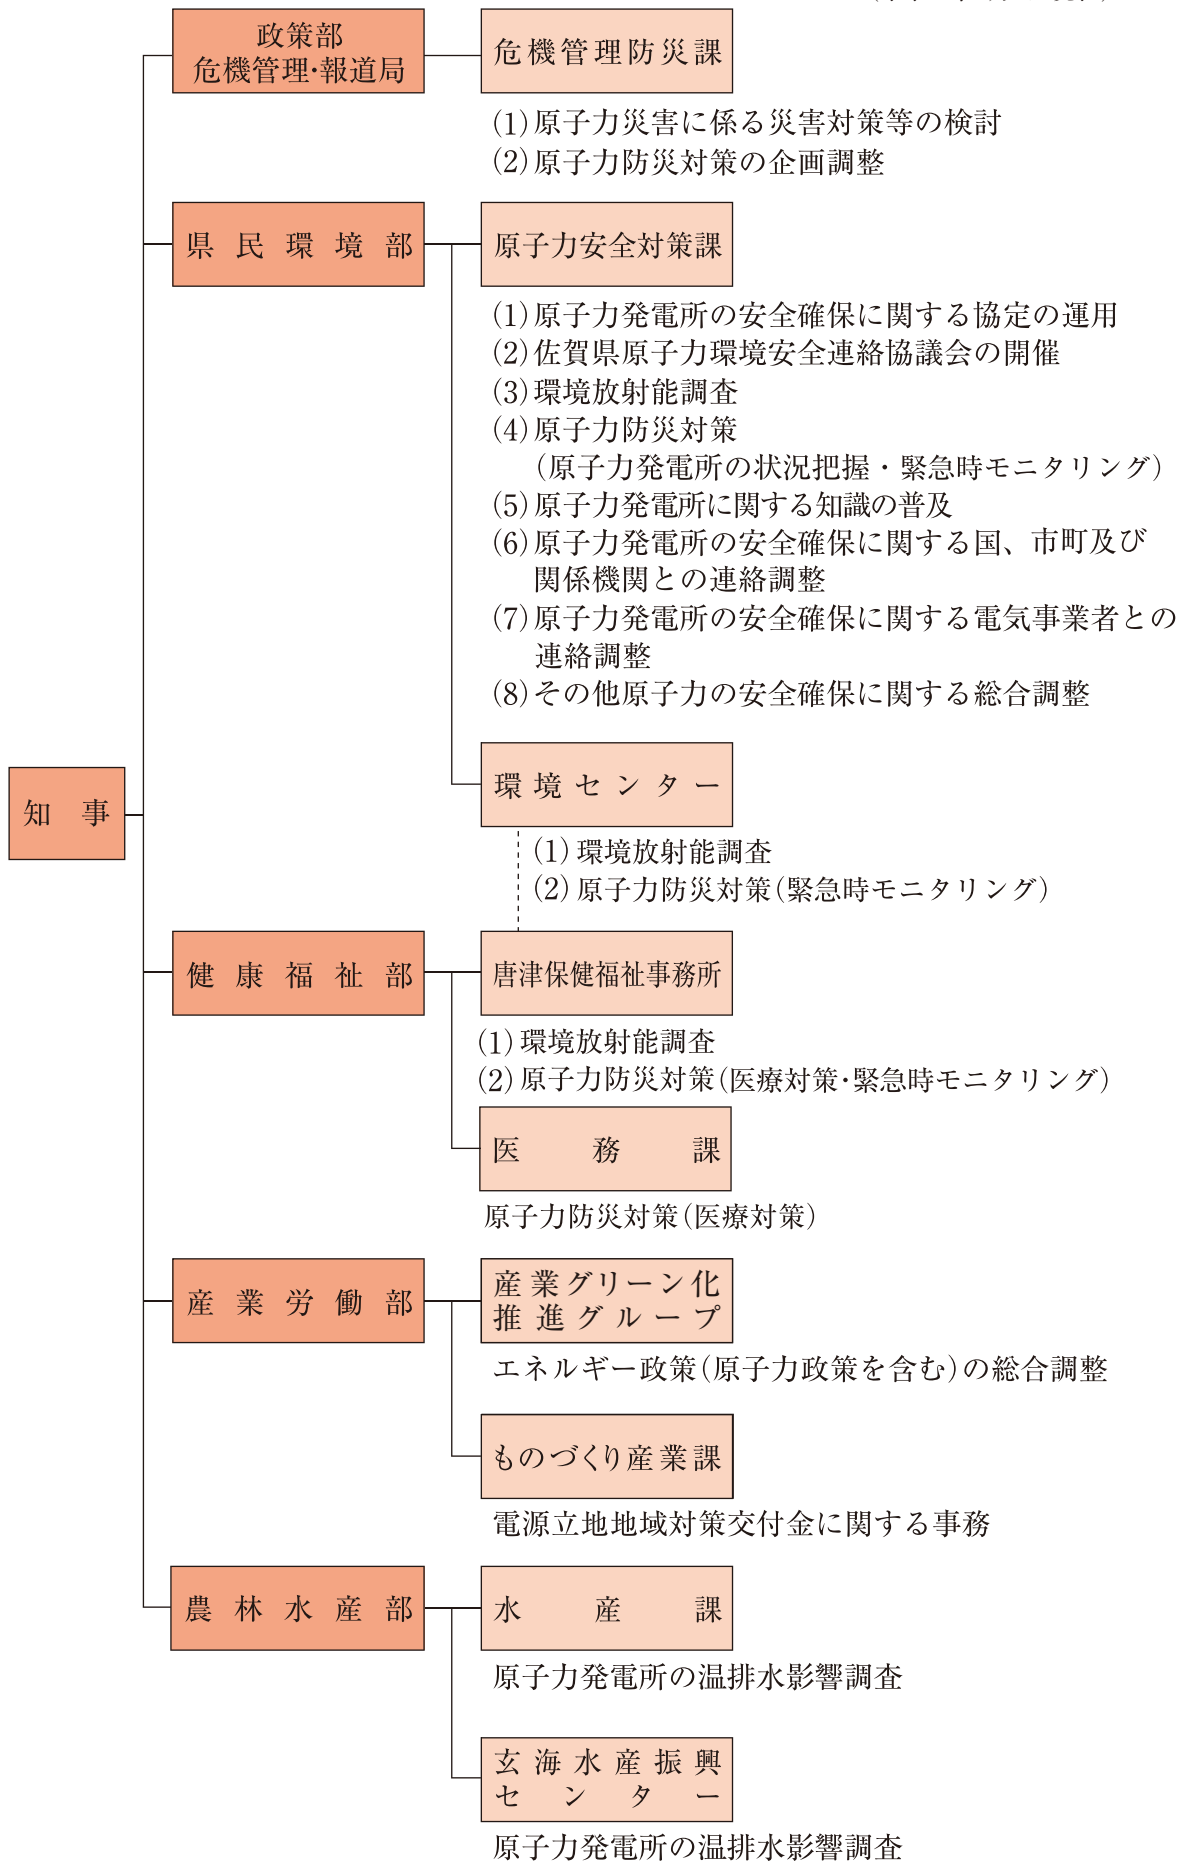 政策部
危機管理・報道局
危機管理防災課
(1)原子力災害に係る災害対策等の検討
(2)原子力防災対策の企画調整
県民環境部
原子力安全対策課
(1)原子力発電所の安全確保に関する協定の運用
(2)佐賀県原子力環境安全連絡協議会の開催
(3)環境放射能調査
(4)原子力防災対策
(原子力発電所の状況把握・緊急時モニタリング)
(5)原子力発電所に関する知識の普及
(6)原子力発電所の安全確保に関する国、市町及び
関係機関との連絡調整
(7)原子力発電所の安全確保に関する電気事業者との
連絡調整
(8)その他原子力の安全確保に関する総合調整
知事
環境センター
(1)環境放射能調査
(2)原子力防災対策(緊急時モニタリング)
健康福祉部
唐津保健福祉事務所
(1)環境放射能調査
(2)原子力防災対策(医療対策・緊急時モニタリング)
医務課
原子力防災対策(医療対策)
産業労働部
産業グリーン化
推進グループ
エネルギー政策(原子力政策を含む)の総合調整
ものづくり産業課
電源立地地域対策交付金に関する事務
農林水産部
水産課
原子力発電所の温排水影響調査
玄海水産振興
センター
原子力発電所の温排水影響調査